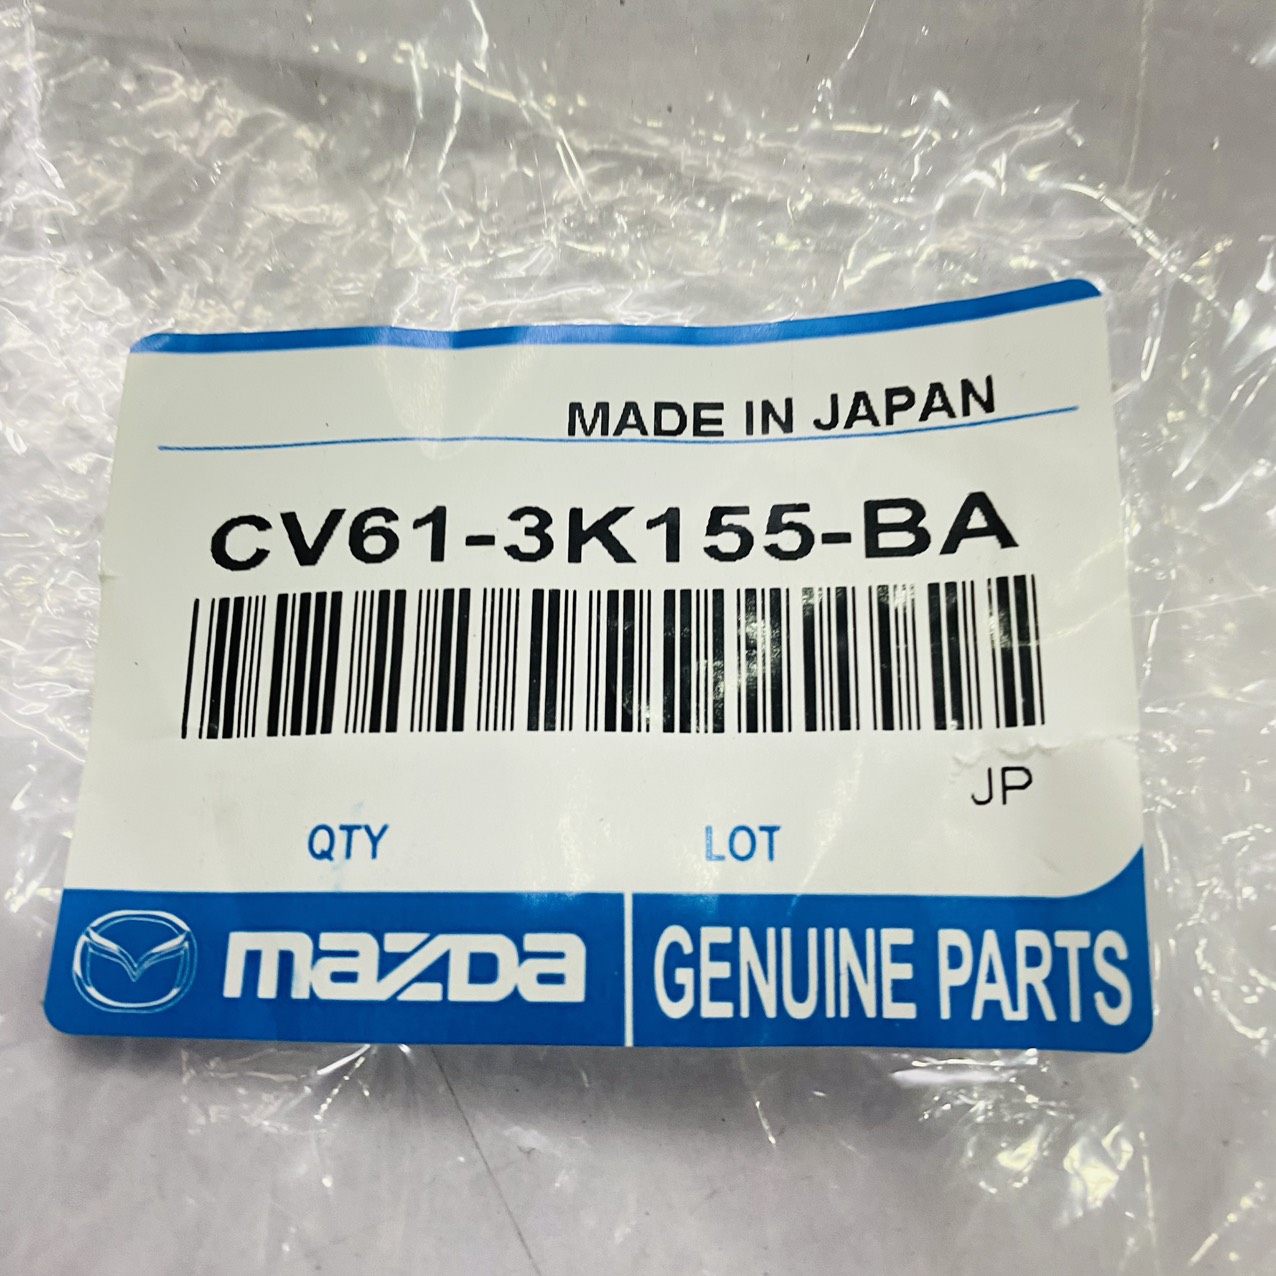 MADE IN JAPAN
CV61-3K155-BA
JP
QTY LOT
mazda GENUINE PARTS